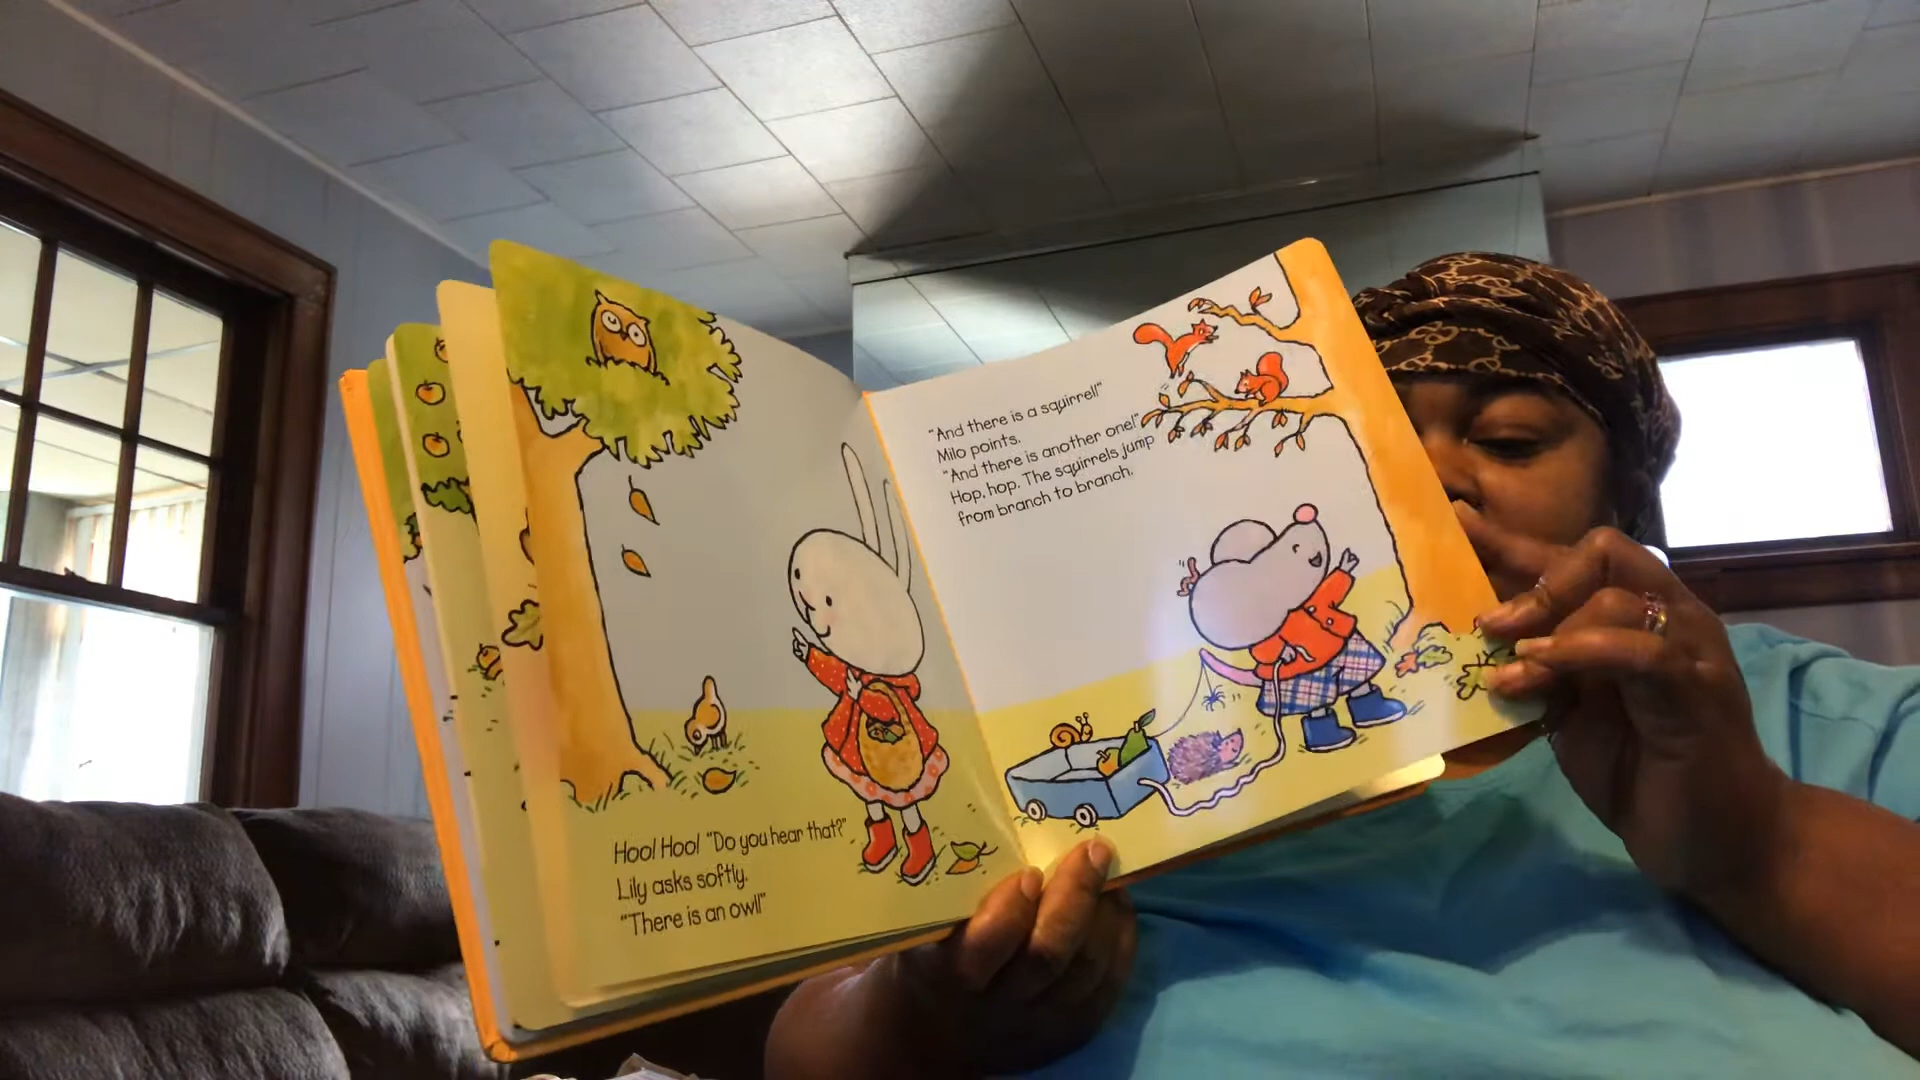 Hoo! Hoo! "Do you hear that?"
Lily asks softly.
"There is an owl!"
"And there is a squirrel!"
Milo points.
"And there is another one!"
Hop, hop. The squirrels jump
from branch to branch.